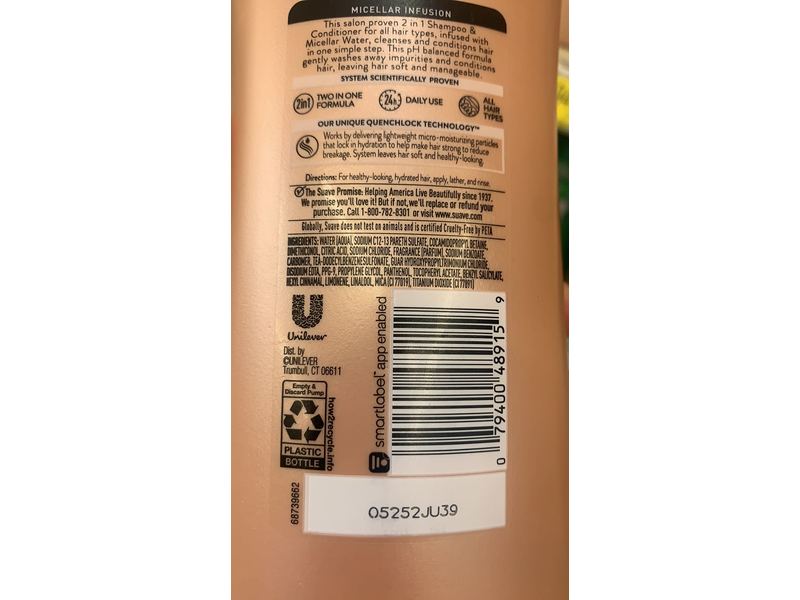 MICELLAR INFUSION
This salon proven 2 in 1 Shampoo &
Conditioner for all hair types, infused with
Micellar Water, cleanses and conditions hair
in one simple step. This pH balanced formula
gently washes away impurities and conditions
hair, leaving hair soft and manageable.
SYSTEM SCIENTIFICALLY PROVEN
2in1 TWO IN ONE FORMULA
24h DAILY USE
ALL HAIR TYPES
OUR UNIQUE QUENCHLOCK TECHNOLOGY™
Works by delivering lightweight micro-moisturizing particles
that lock in hydration to help make hair strong to reduce
breakage. System leaves hair soft and healthy-looking.
Directions: For healthy-looking, hydrated hair, apply, lather, and rinse.
The Suave Promise: Helping America Live Beautifully since 1937.
We promise you'll love it! But if not, we'll replace or refund your
purchase. Call 1-800-782-8301 or visit www.suave.com
Globally, Suave does not test on animals and is certified Cruelty-Free by PETA
INGREDIENTS: WATER (AQUA), SODIUM C12-13 PARETH SULFATE, COCAMIDOPROPYL BETAINE,
DIMETHICONOL, CITRIC ACID, SODIUM CHLORIDE, FRAGRANCE (PARFUM), SODIUM BENZOATE,
CARBOMER, TEA-DODECYLBENZENESULFONATE, GUAR HYDROXYPROPYLTRIMONIUM CHLORIDE,
DISODIUM EDTA, PPG-9, PROPYLENE GLYCOL, PANTHENOL, TOCOPHERYL ACETATE, BENZYL SALICYLATE,
HEXYL CINNAMAL, LIMONENE, LINALOOL, MICA (CI 77019), TITANIUM DIOXIDE (CI 77891)
Unilever
Dist. by
©UNILEVER
Trumbull, CT 06611
Empty &
Discard Pump
PLASTIC
BOTTLE
how2recycle.info
smartlabel™ app enabled
0 79400 48915 9
68739662
05252JU39